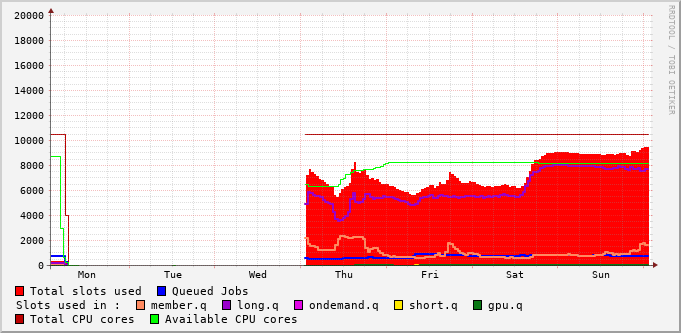 20000
18000
16000
14000
12000
10000
8000
6000
4000
2000
0
Mon Tue Wed Thu Fri Sat Sun
RRDTOOL / TOBI OETIKER
Total slots used Queued Jobs
Slots used in : member.q long.q ondemand.q short.q gpu.q
Total CPU cores Available CPU cores